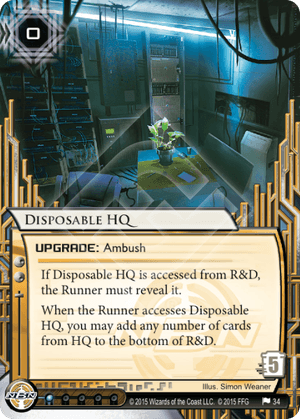 0
DISPOSABLE HQ
UPGRADE: Ambush
If Disposable HQ is accessed from R&D,
the Runner must reveal it.
When the Runner accesses Disposable
HQ, you may add any number of cards
from HQ to the bottom of R&D.
5
Illus. Simon Weaner
NBN
© 2015 Wizards of the Coast LLC. © 2015 FFG 34